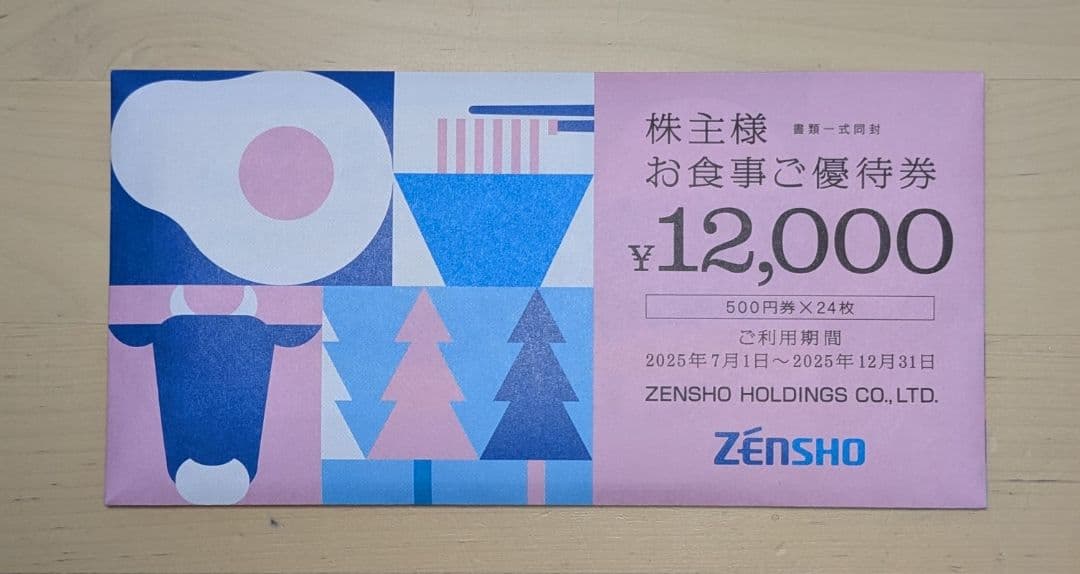 株主様 書類一式同封
お食事ご優待券
¥12,000
500円券×24枚
ご利用期間
2025年7月1日～2025年12月31日
ZENSHO HOLDINGS CO.,LTD.
ZENSHO